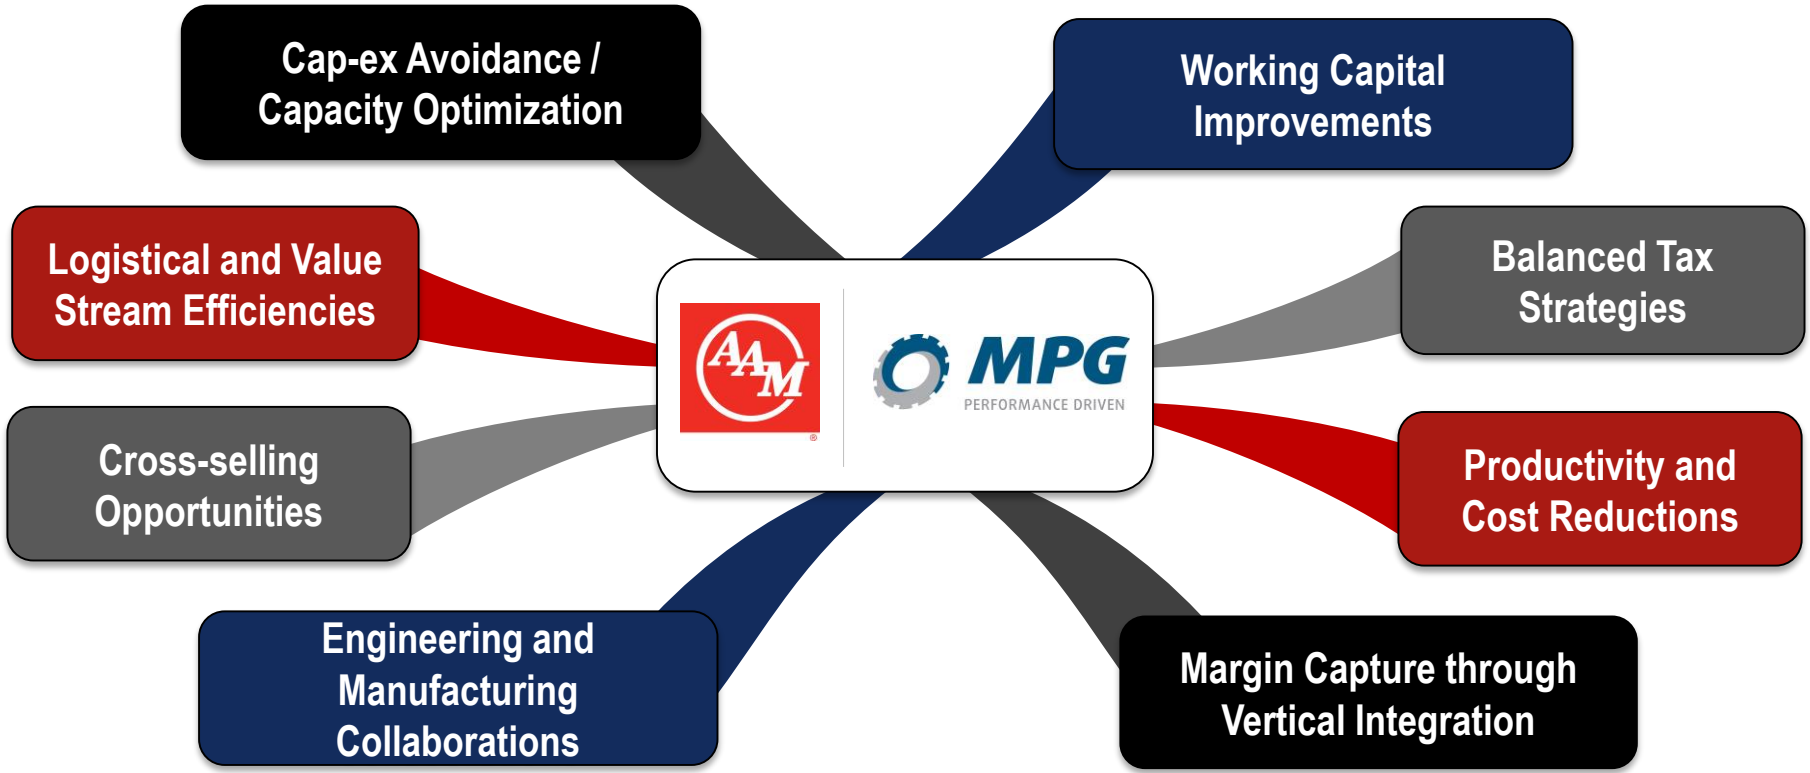 Cap-ex Avoidance /
Capacity Optimization
Working Capital
Improvements
Logistical and Value
Stream Efficiencies
Balanced Tax
Strategies
AAM
®
MPG
PERFORMANCE DRIVEN
Cross-selling
Opportunities
Productivity and
Cost Reductions
Engineering and
Manufacturing
Collaborations
Margin Capture through
Vertical Integration